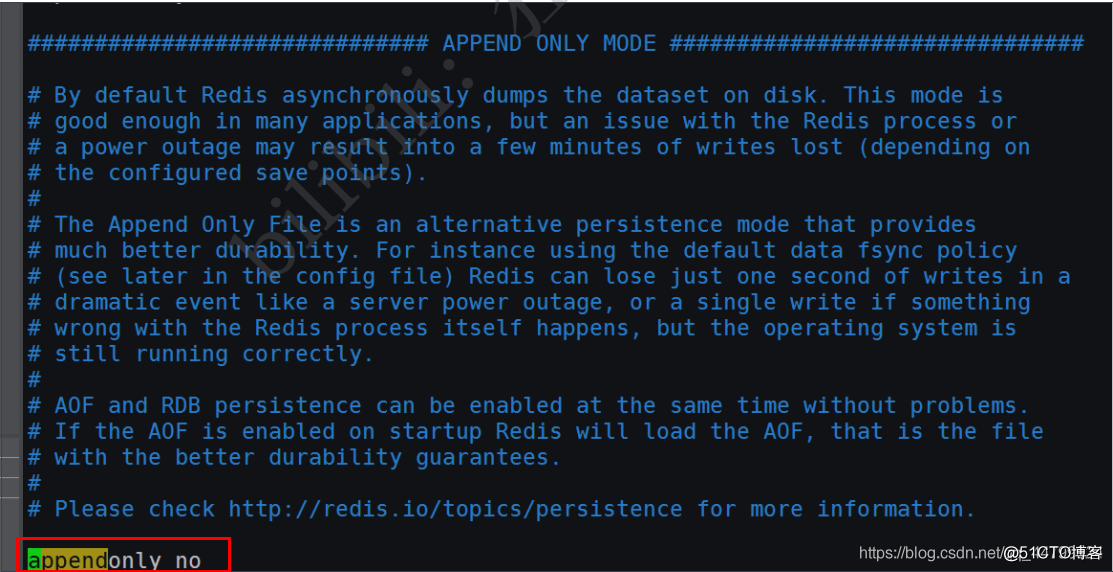 ############################## APPEND ONLY MODE ###############################
# By default Redis asynchronously dumps the dataset on disk. This mode is
# good enough in many applications, but an issue with the Redis process or
# a power outage may result into a few minutes of writes lost (depending on
# the configured save points).
#
# The Append Only File is an alternative persistence mode that provides
# much better durability. For instance using the default data fsync policy
# (see later in the config file) Redis can lose just one second of writes in a
# dramatic event like a server power outage, or a single write if something
# wrong with the Redis process itself happens, but the operating system is
# still running correctly.
#
# AOF and RDB persistence can be enabled at the same time without problems.
# If the AOF is enabled on startup Redis will load the AOF, that is the file
# with the better durability guarantees.
#
# Please check http://redis.io/topics/persistence for more information.
appendonly no
bilibili:
https://blog.csdn.net/ @51CTO博客